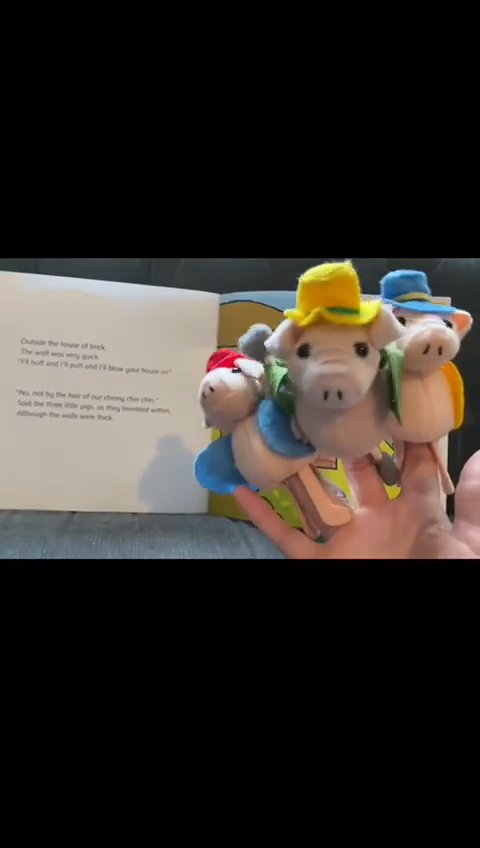 Outside the house of brick,
The wolf was very quick.
"I'll huff and I'll puff and I'll blow your house in!"
"No, not by the hair of our chinny chin chin,"
Said the three little pigs, as they trembled within,
Although the walls were thick.